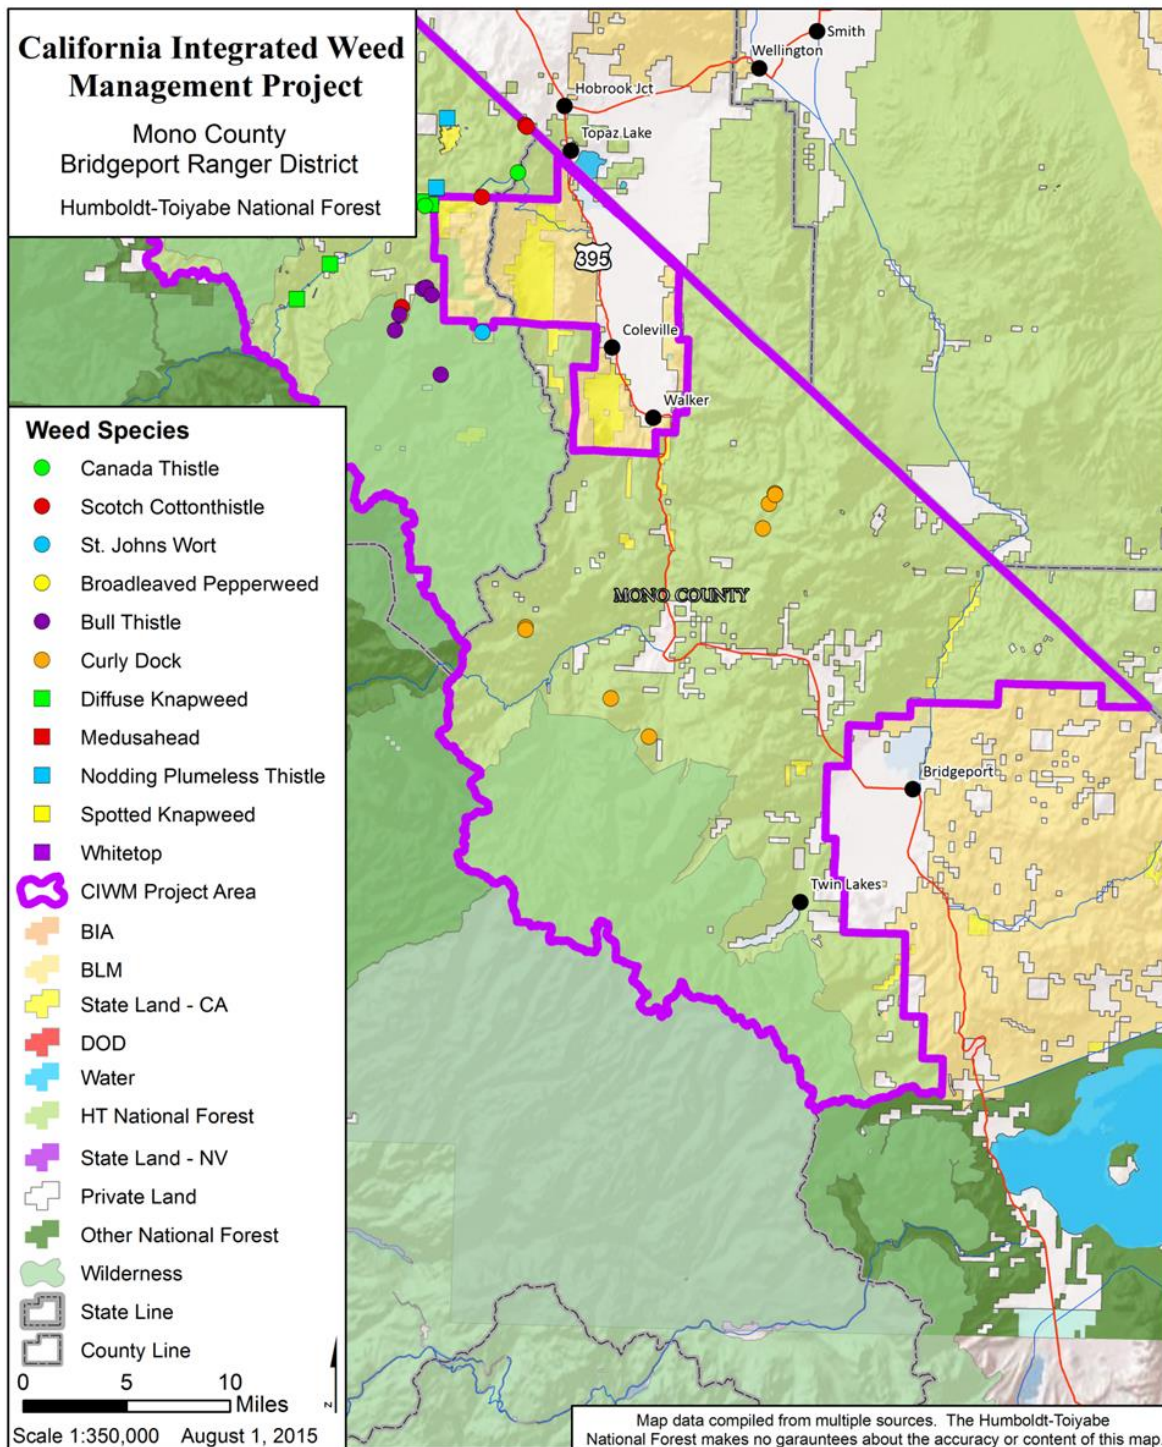 California Integrated Weed
Management Project
Mono County
Bridgeport Ranger District
Humboldt-Toiyabe National Forest
Smith
Wellington
Hobrook Jct
Topaz Lake
395
Coleville
Walker
MONO COUNTY
Bridgeport
Twin Lakes
Weed Species
Canada Thistle
Scotch Cottonthistle
St. Johns Wort
Broadleaved Pepperweed
Bull Thistle
Curly Dock
Diffuse Knapweed
Medusahead
Nodding Plumeless Thistle
Spotted Knapweed
Whitetop
CIWM Project Area
BIA
BLM
State Land - CA
DOD
Water
HT National Forest
State Land - NV
Private Land
Other National Forest
Wilderness
State Line
County Line
0 5 10
Miles
N
Scale 1:350,000 August 1, 2015
Map data compiled from multiple sources. The Humboldt-Toiyabe
National Forest makes no garauntees about the accuracy or content of this map